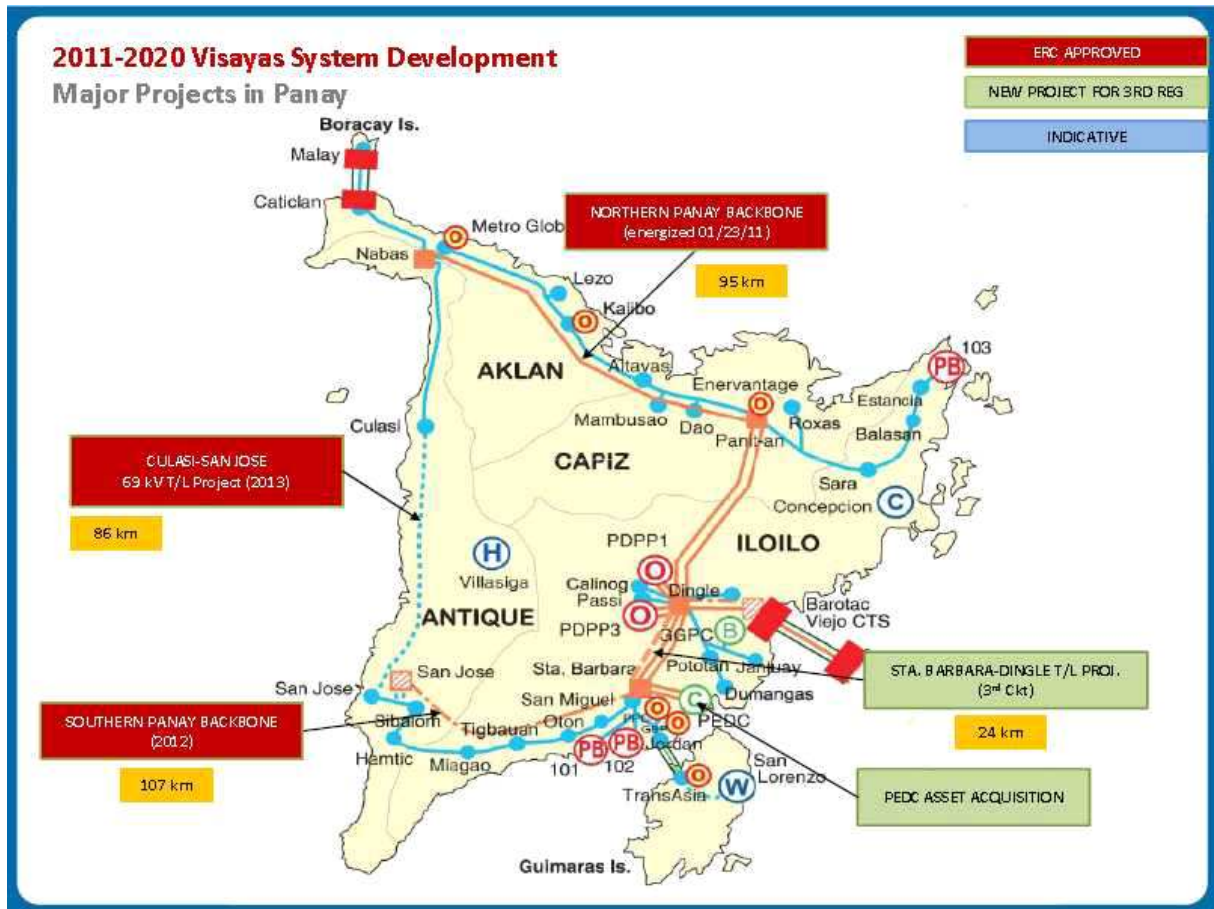 2011-2020 Visayas System Development
Major Projects in Panay
ERC APPROVED
NEW PROJECT FOR 3RD REG
INDICATIVE
Boracay Is.
Malay
Caticlan
Nabas
Metro Glob
NORTHERN PANAY BACKBONE
(energized 01/23/11)
95 km
Lezo
O
Kalibo
O
AKLAN
Altavas
Enervantage
O
103
PB
Estancia
Mambusao
Dao
Panit-an
Roxas
Balasan
Culasi
CULASI-SAN JOSE
69 kV T/L Project (2013)
86 km
CAPIZ
Sara
Concepcion
C
PDPP1
O
ILOILO
H
Villasiga
Calinog
Passi
Dingle
ANTIQUE
PDPP3
O
3GPC
B
Barotac
Viejo CTS
Sta. Barbara
Pototan
Janiuay
STA. BARBARA-DINGLE T/L PROJ.
(3rd Ckt)
24 km
San Jose
San Jose
San Miguel
Dumangas
C
PEDC
SOUTHERN PANAY BACKBONE
(2012)
107 km
Sibalom
Tigbauan
Oton
O
O
Hamtic
Miagao
PB
101
PB
102
Jordan
San
Lorenzo
O
W
TransAsia
PEDC ASSET ACQUISITION
Guimaras Is.